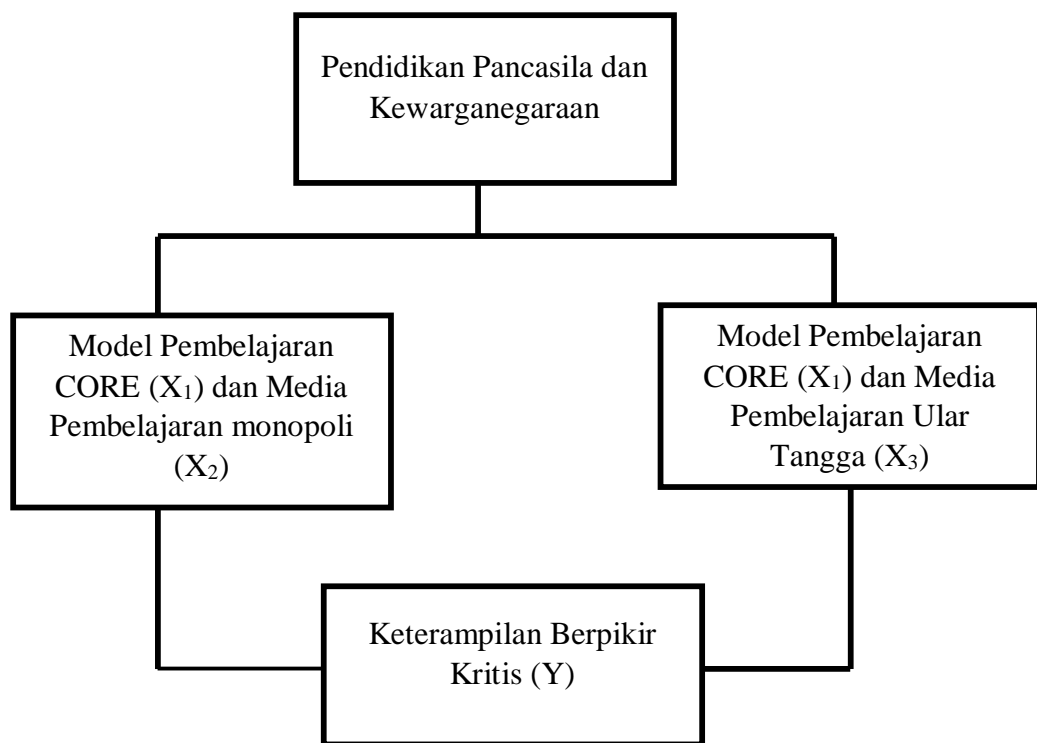 Pendidikan Pancasila dan
Kewarganegaraan
Model Pembelajaran
CORE (X₁) dan Media
Pembelajaran monopoli
(X₂)
Model Pembelajaran
CORE (X₁) dan Media
Pembelajaran Ular
Tangga (X₃)
Keterampilan Berpikir
Kritis (Y)